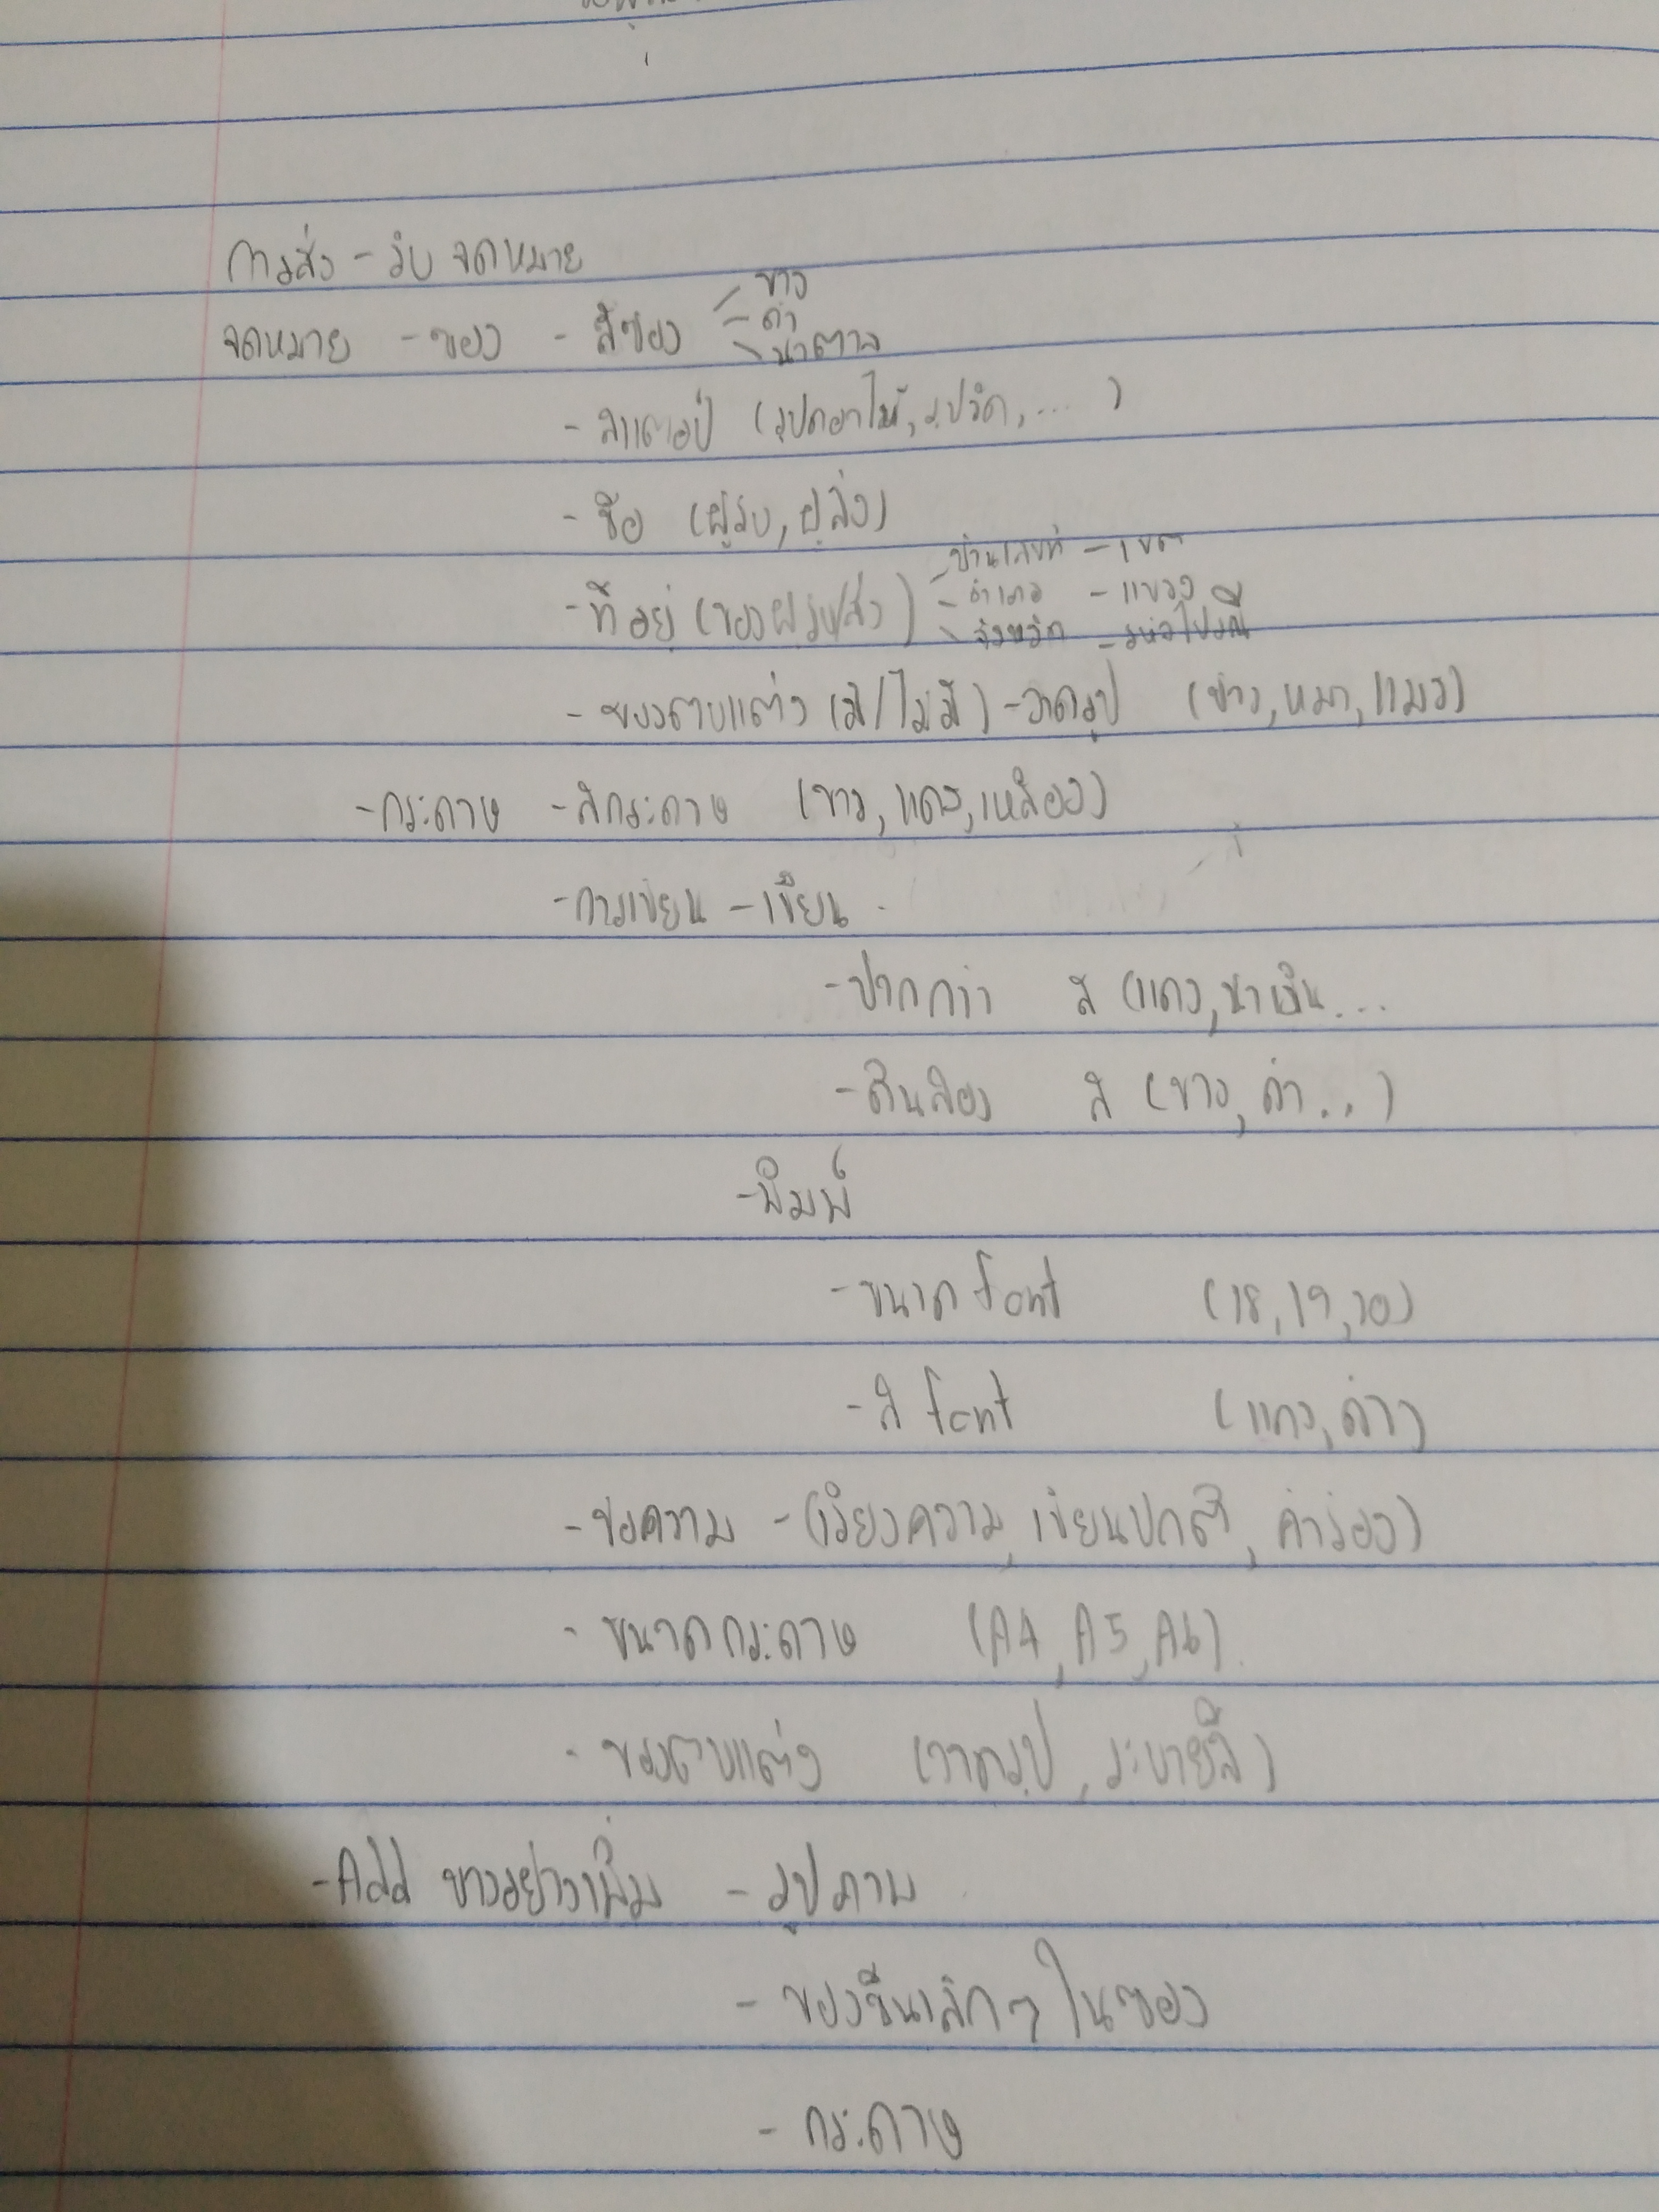 การส่ง - รับ จดหมาย
จดหมาย - ซอง - สีซอง - ขาว
- ดำ
- น้ำตาล
- สแตมป์ (รูปดอกไม้, รูปวัด, ... )
- ชื่อ (ผู้รับ, ผู้ส่ง)
- ที่อยู่ (ของผู้รับ/ส่ง) - บ้านเลขที่ - เขต
- อำเภอ - แขวง
- จังหวัด - รหัสไปรษณีย์
- ของตบแต่ง (มี/ไม่มี) - วาดรูป (ช้าง, หมา, แมว)
- กระดาษ - สีกระดาษ (ขาว, แดง, เหลือง)
- การเขียน - เขียน
- ปากกา สี (แดง, น้ำเงิน...
- ดินสอง สี (ขาว, ดำ...)
- พิมพ์
- ขนาด font (18, 19, 20)
- สี font (แดง, ดำ)
- ข้อความ - (เรียงความ, เขียนปกติ, คำร้อง)
- ขนาดกระดาษ (A4, A5, A6)
- ของตบแต่ง (วาดรูป, ระบายสี)
- Add บางอย่างเพิ่ม - รูปภาพ
- ของชิ้นเล็กๆ ในซอง
- กระดาษ